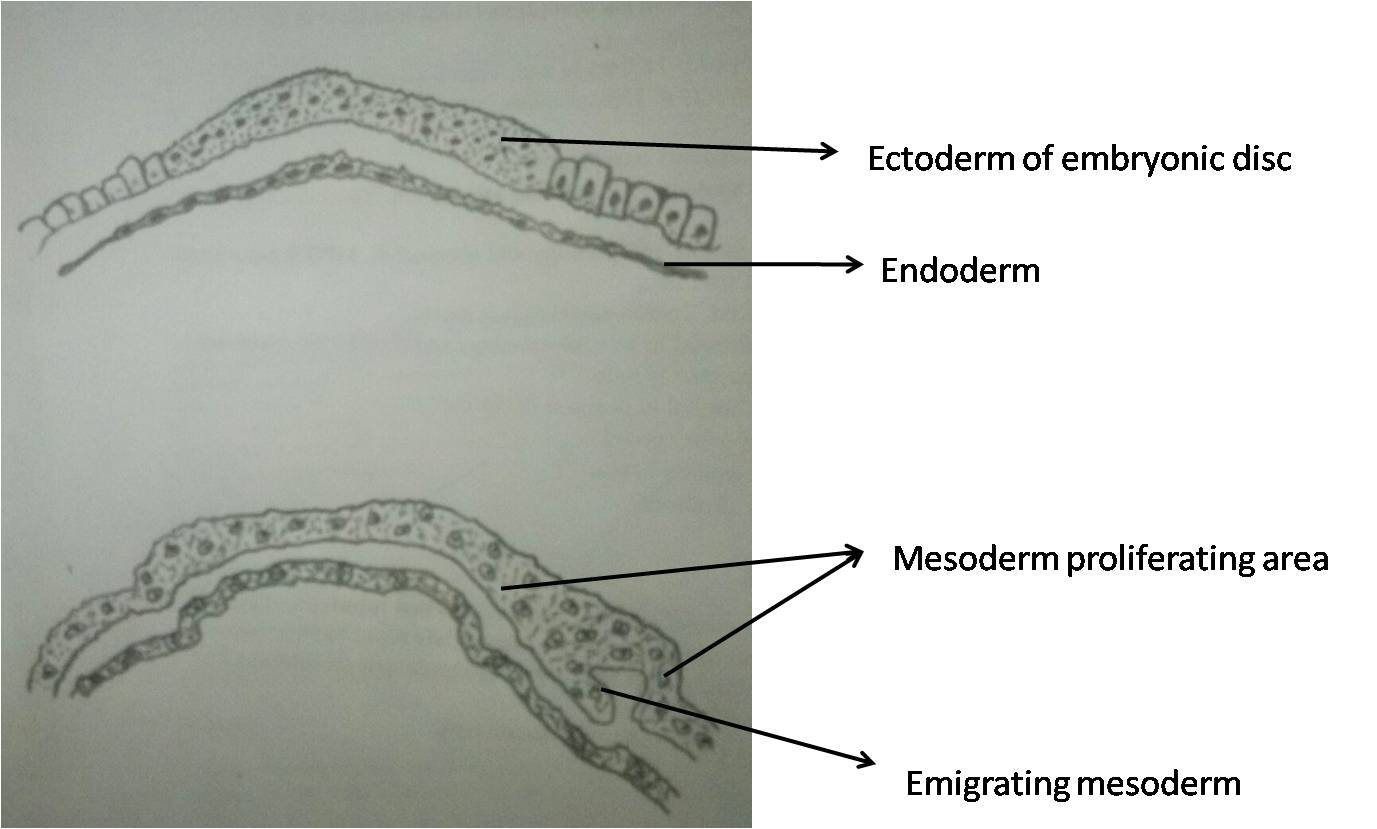 Ectoderm of embryonic disc
Endoderm
Mesoderm proliferating area
Emigrating mesoderm